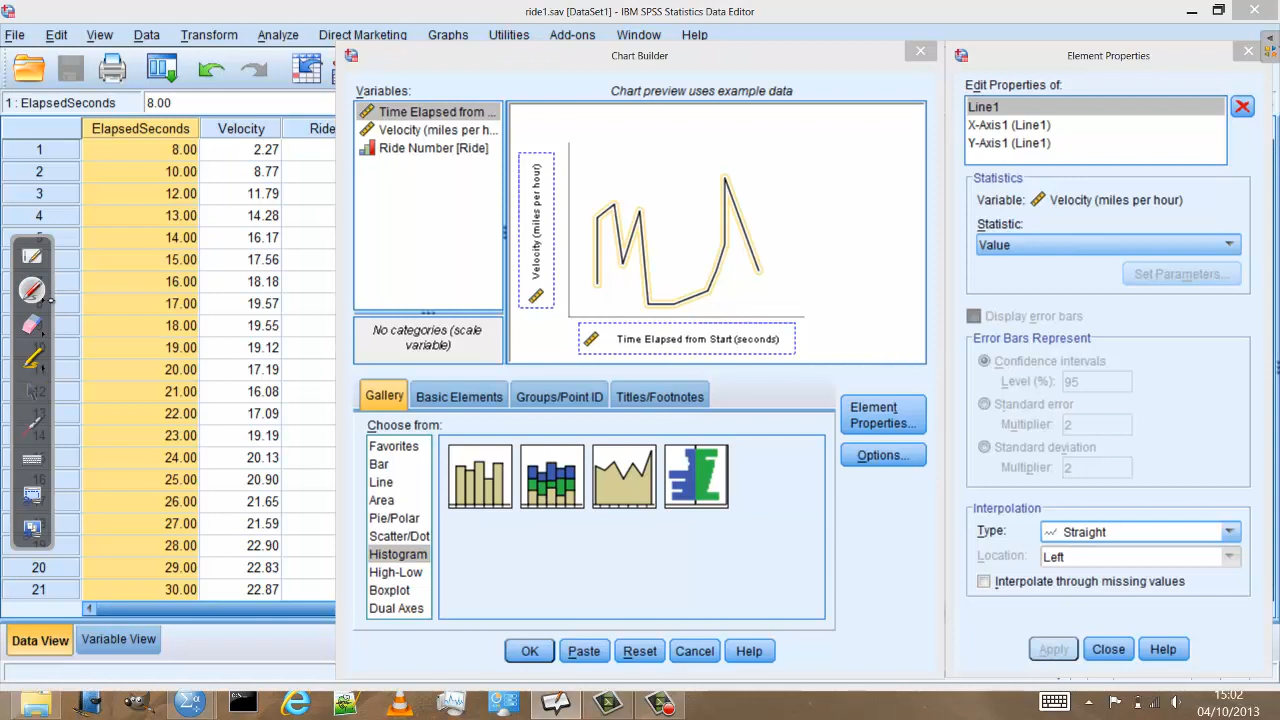 ride1.sav [DataSet1] - IBM SPSS Statistics Data Editor
File Edit View Data Transform Analyze Direct Marketing Graphs Utilities Add-ons Window Help
Chart Builder
Element Properties
1 : ElapsedSeconds 8.00
ElapsedSeconds Velocity Ride
1 8.00 2.27
2 10.00 8.77
3 12.00 11.79
4 13.00 14.28
5 14.00 16.17
15.00 17.56
16.00 18.18
17.00 19.57
18.00 19.55
10 19.00 19.12
20.00 17.19
12 21.00 16.08
13 22.00 17.09
14 23.00 19.19
24.00 20.13
25.00 20.90
26.00 21.65
27.00 21.59
19 28.00 22.90
20 29.00 22.83
21 30.00 22.87
Data View Variable View
Variables:
Time Elapsed from ...
Velocity (miles per h...
Ride Number [Ride]
No categories (scale
variable)
Chart preview uses example data
Velocity (miles per hour)
Time Elapsed from Start (seconds)
Gallery Basic Elements Groups/Point ID Titles/Footnotes
Choose from:
Favorites
Bar
Line
Area
Pie/Polar
Scatter/Dot
Histogram
High-Low
Boxplot
Dual Axes
Element
Properties...
Options...
OK Paste Reset Cancel Help
Edit Properties of:
Line1
X-Axis1 (Line1)
Y-Axis1 (Line1)
Statistics
Variable: Velocity (miles per hour)
Statistic:
Value
Set Parameters...
Display error bars
Error Bars Represent
Confidence intervals
Level (%): 95
Standard error
Multiplier: 2
Standard deviation
Multiplier: 2
Interpolation
Type: Straight
Location: Left
Interpolate through missing values
Apply Close Help
15:02
04/10/2013